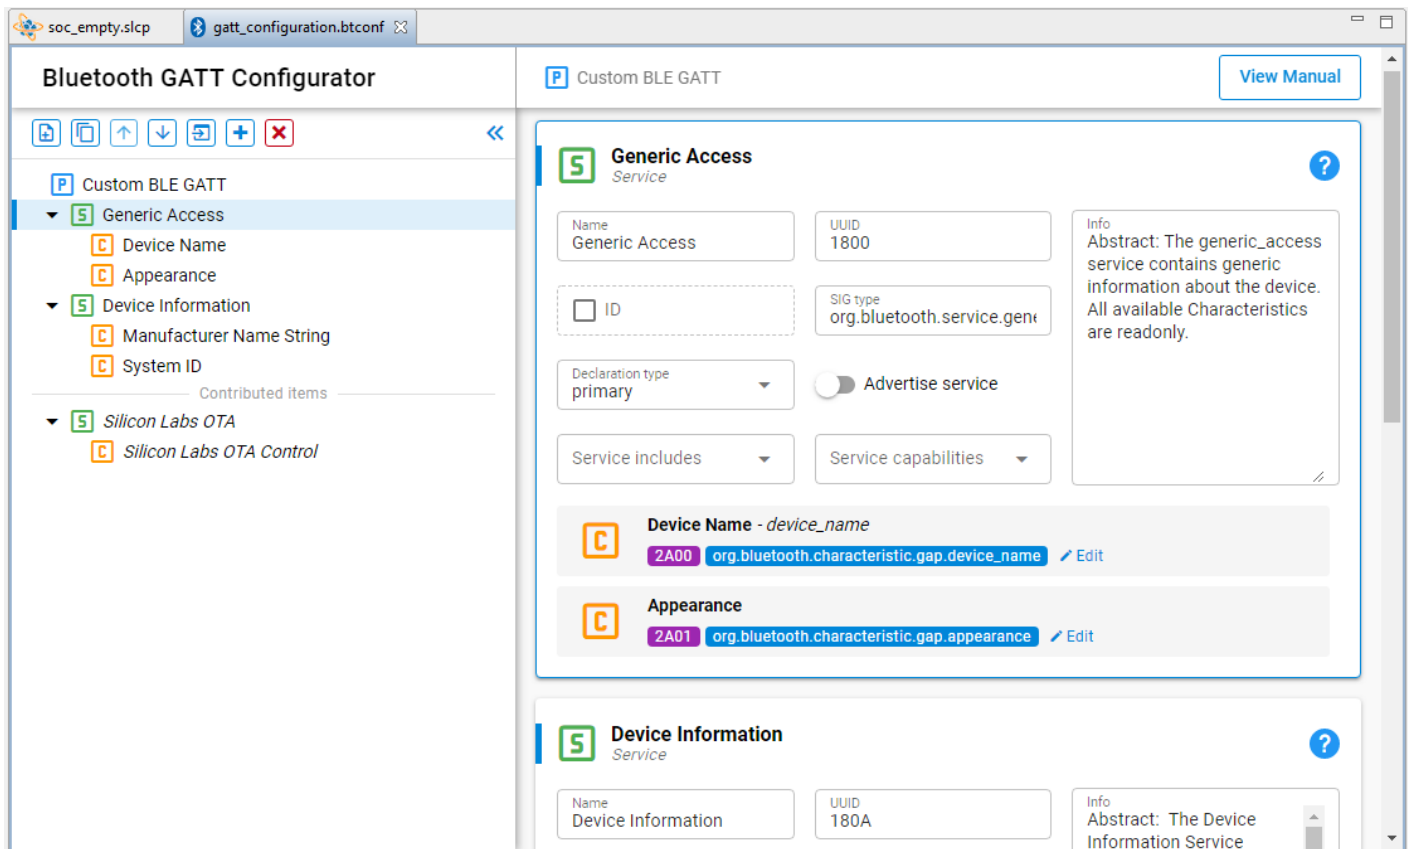 soc_empty.slcp
gatt_configuration.btconf
Bluetooth GATT Configurator
P Custom BLE GATT
View Manual
P Custom BLE GATT
S Generic Access
C Device Name
C Appearance
S Device Information
C Manufacturer Name String
C System ID
Contributed items
S Silicon Labs OTA
C Silicon Labs OTA Control
S Generic Access
Service
?
Name
Generic Access
UUID
1800
Info
Abstract: The generic_access
service contains generic
information about the device.
All available Characteristics
are readonly.
ID
SIG type
org.bluetooth.service.gene
Declaration type
primary
Advertise service
Service includes
Service capabilities
C Device Name - device_name
2A00 org.bluetooth.characteristic.gap.device_name Edit
C Appearance
2A01 org.bluetooth.characteristic.gap.appearance Edit
S Device Information
Service
?
Name
Device Information
UUID
180A
Info
Abstract: The Device
Information Service